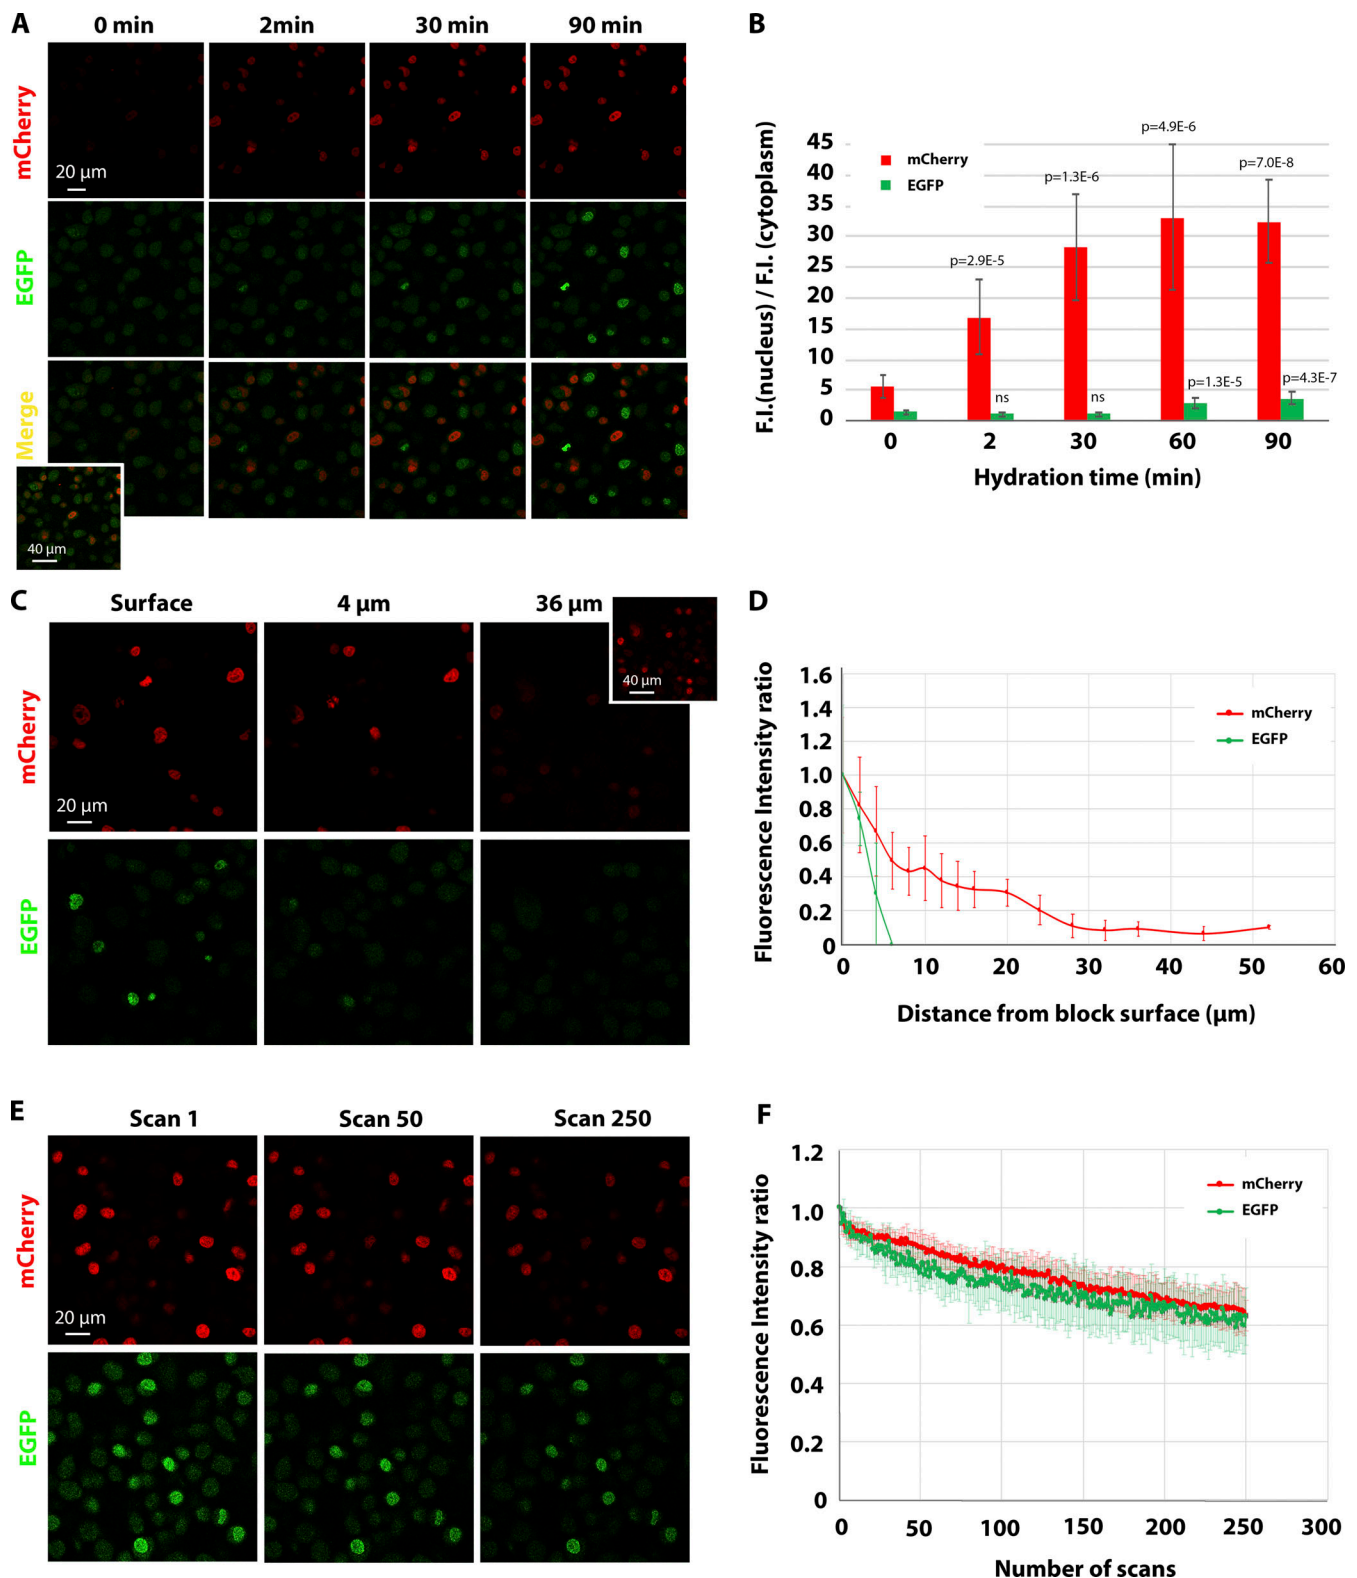 A
0 min
2min
30 min
90 min
mCherry
20 µm
EGFP
Merge
40 µm
B
F.I.(nucleus) / F.I. (cytoplasm)
45
40
35
30
25
20
15
10
5
0
mCherry
EGFP
p=2.9E-5
p=1.3E-6
p=4.9E-6
p=7.0E-8
ns
ns
p=1.3E-5
p=4.3E-7
0
2
30
60
90
Hydration time (min)
C
Surface
4 µm
36 µm
mCherry
20 µm
40 µm
EGFP
D
Fluorescence Intensity ratio
1.6
1.4
1.2
1.0
0.8
0.6
0.4
0.2
0
mCherry
EGFP
0
10
20
30
40
50
60
Distance from block surface (µm)
E
Scan 1
Scan 50
Scan 250
mCherry
20 µm
EGFP
F
Fluorescence Intensity ratio
1.2
1.0
0.8
0.6
0.4
0.2
0
mCherry
EGFP
0
50
100
150
200
250
300
Number of scans